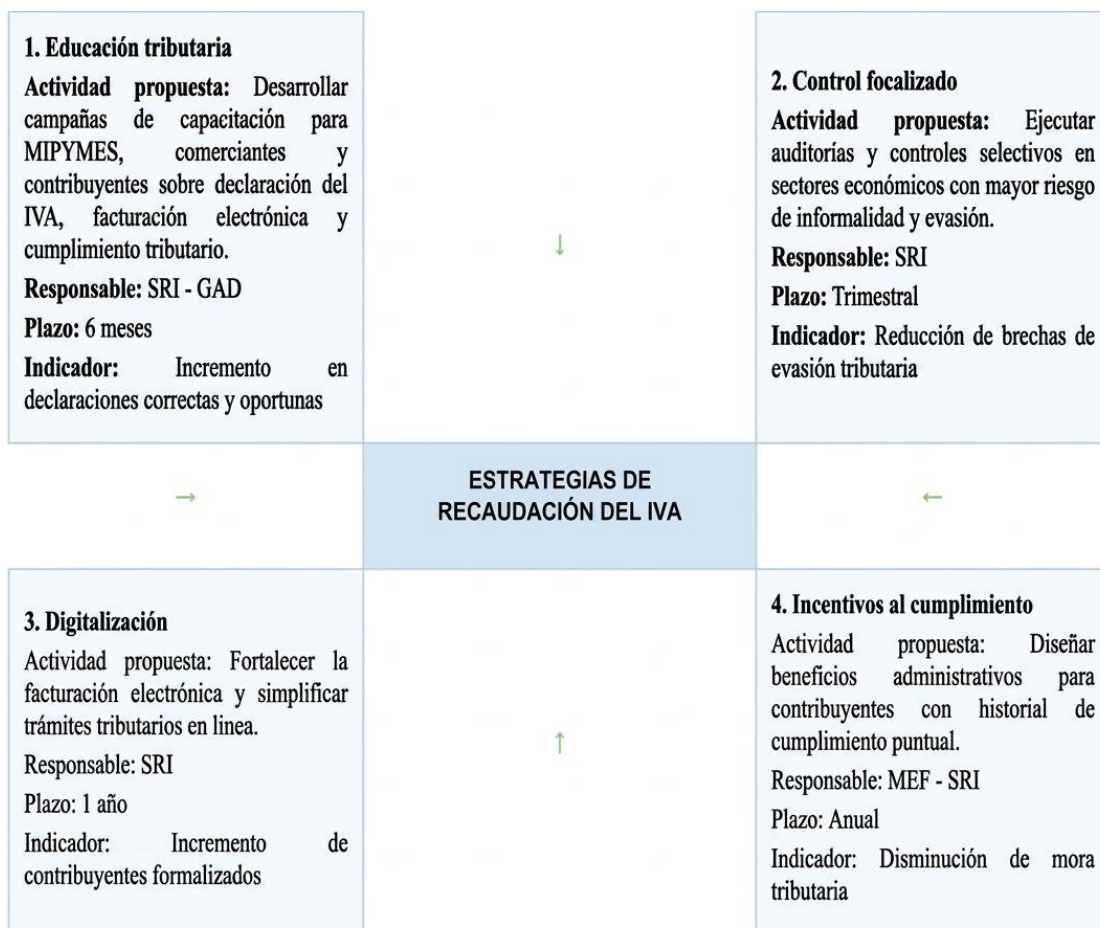 1. Educación tributaria
Actividad propuesta: Desarrollar
campañas de capacitación para
MIPYMES, comerciantes y
contribuyentes sobre declaración del
IVA, facturación electrónica y
cumplimiento tributario.
Responsable: SRI - GAD
Plazo: 6 meses
Indicador: Incremento en
declaraciones correctas y oportunas
↓
2. Control focalizado
Actividad propuesta: Ejecutar
auditorías y controles selectivos en
sectores económicos con mayor riesgo
de informalidad y evasión.
Responsable: SRI
Plazo: Trimestral
Indicador: Reducción de brechas de
evasión tributaria
→
ESTRATEGIAS DE
RECAUDACIÓN DEL IVA
←
3. Digitalización
Actividad propuesta: Fortalecer la
facturación electrónica y simplificar
trámites tributarios en linea.
Responsable: SRI
Plazo: 1 año
Indicador: Incremento de
contribuyentes formalizados
↑
4. Incentivos al cumplimiento
Actividad propuesta: Diseñar
beneficios administrativos para
contribuyentes con historial de
cumplimiento puntual.
Responsable: MEF - SRI
Plazo: Anual
Indicador: Disminución de mora
tributaria